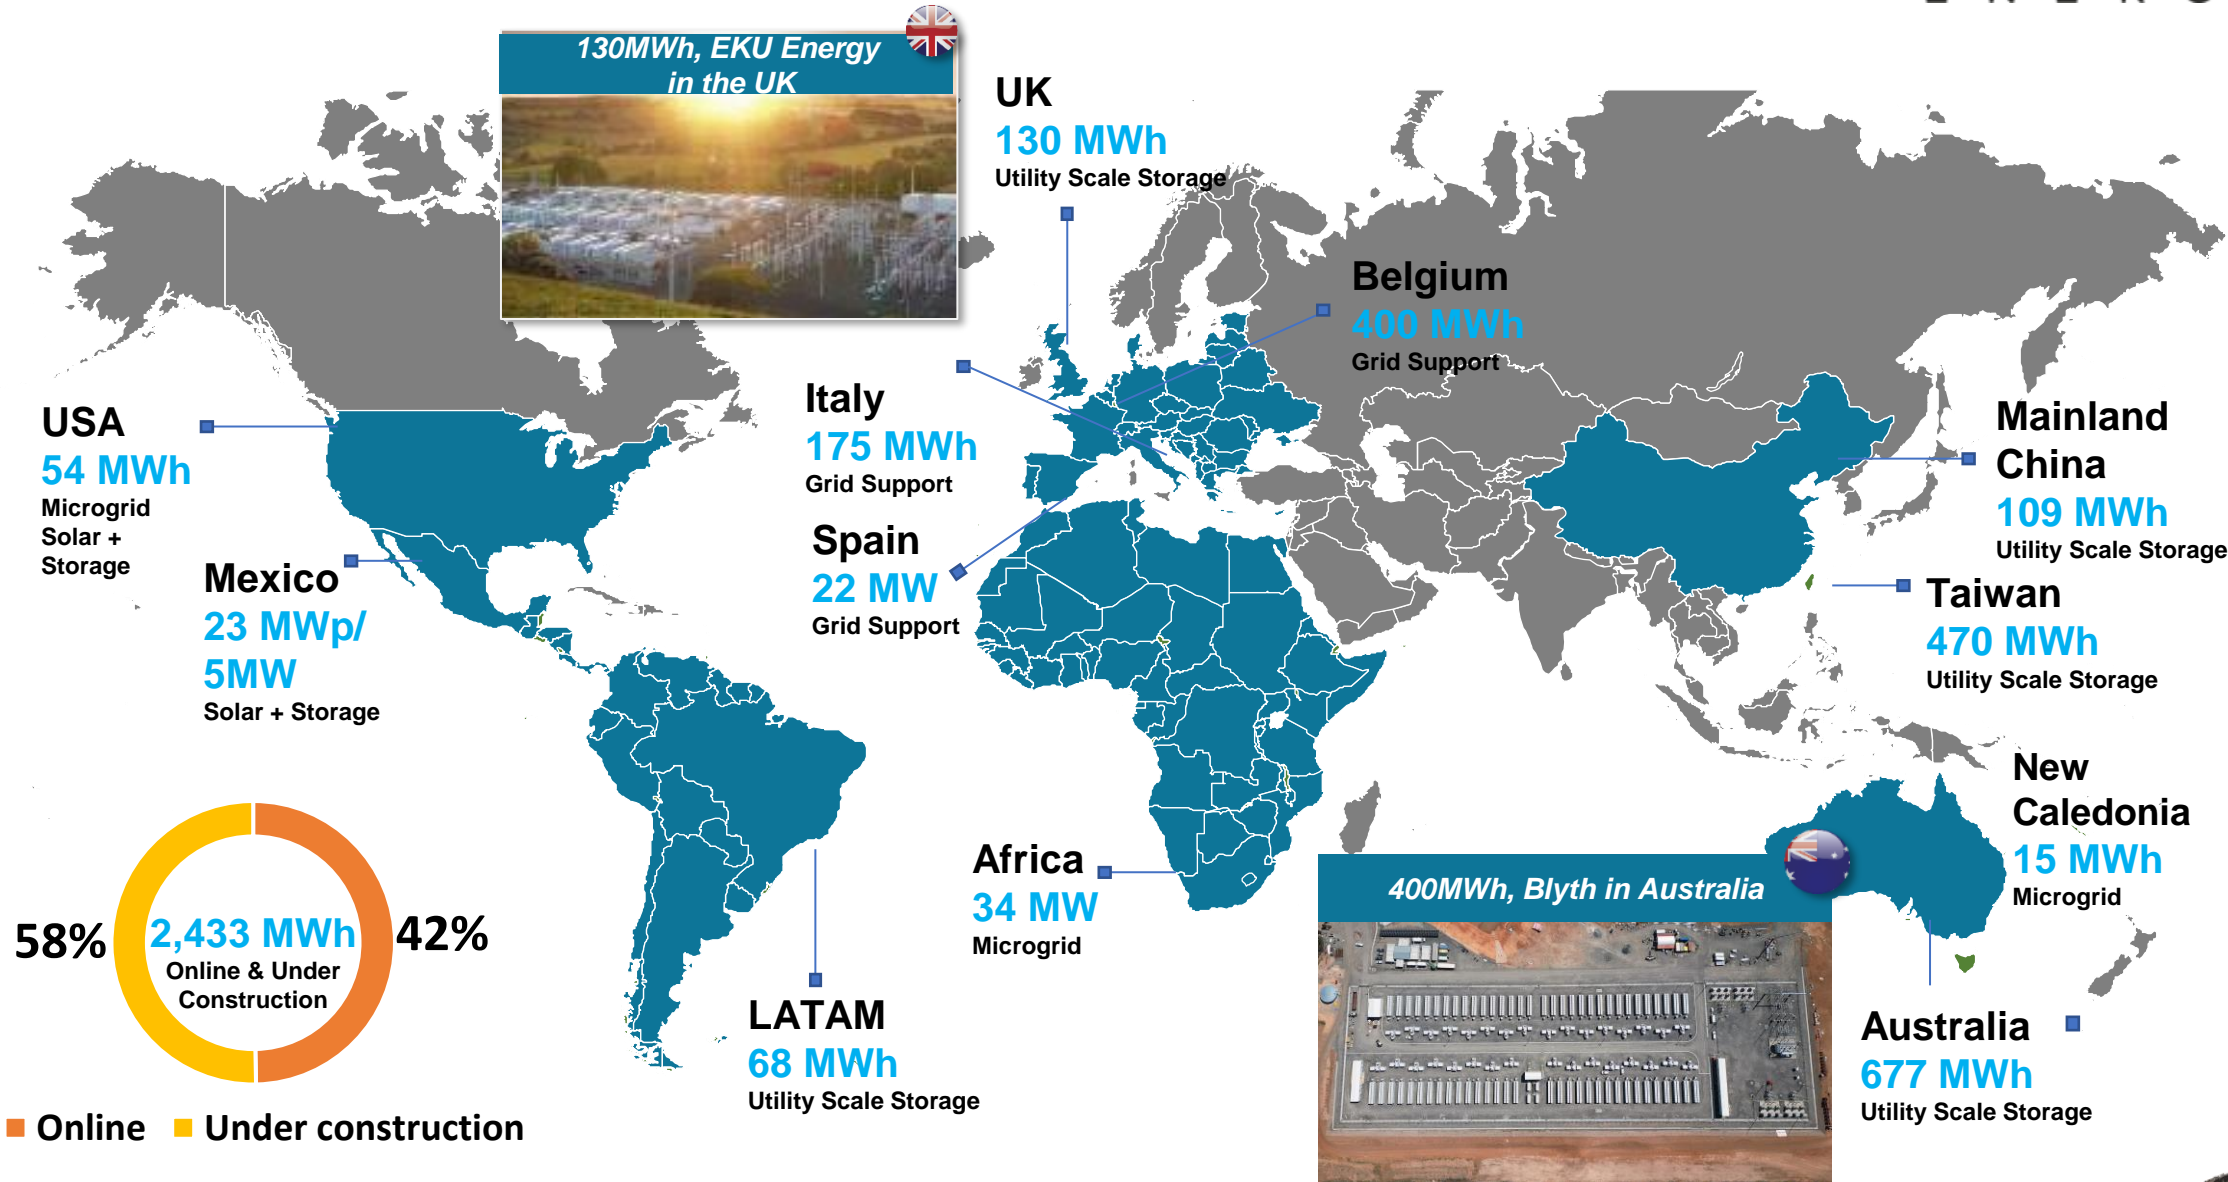 130MWh, EKU Energy
in the UK
UK
130 MWh
Utility Scale Storage
Belgium
400 MWh
Grid Support
Italy
175 MWh
Grid Support
Spain
22 MW
Grid Support
USA
54 MWh
Microgrid
Solar +
Storage
Mexico
23 MWp/
5MW
Solar + Storage
Mainland
China
109 MWh
Utility Scale Storage
Taiwan
470 MWh
Utility Scale Storage
New
Caledonia
15 MWh
Microgrid
Africa
34 MW
Microgrid
400MWh, Blyth in Australia
Australia
677 MWh
Utility Scale Storage
LATAM
68 MWh
Utility Scale Storage
58%
2,433 MWh
Online & Under
Construction
42%
Online
Under construction